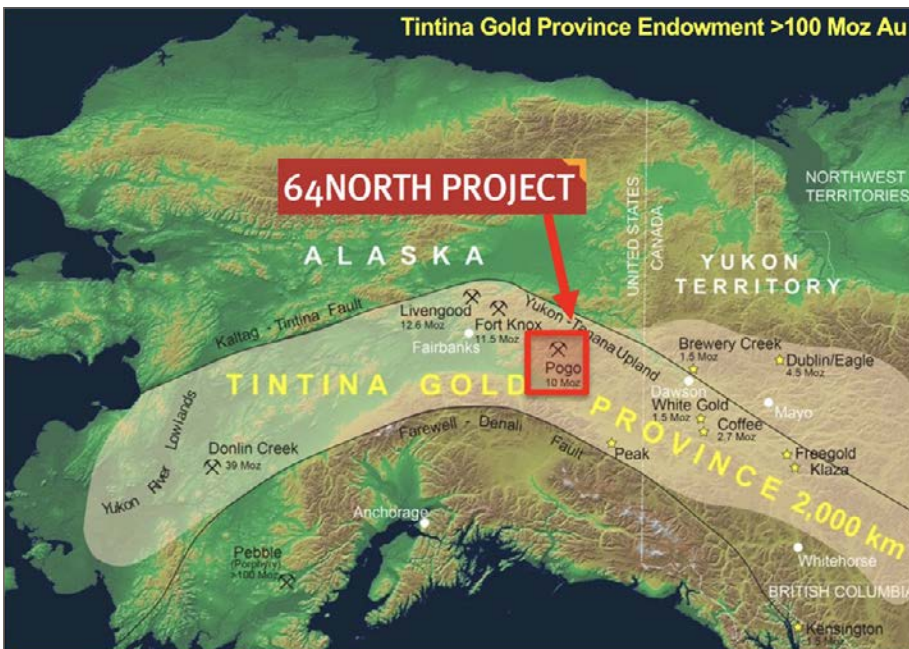 Tintina Gold Province Endowment >100 Moz Au
64NORTH PROJECT
NORTHWEST
TERRITORIES
UNITED STATES
CANADA
ALASKA
YUKON
TERRITORY
Kaltag - Tintina Fault
Livengood
12.6 Moz
Fort Knox
11.5 Moz
Fairbanks
Yukon - Tanana Upland
Pogo
10 Moz
Brewery Creek
1.5 Moz
Dawson
Dublin/Eagle
4.5 Moz
Mayo
White Gold
1.5 Moz
Coffee
2.7 Moz
TINTINA GOLD PROVINCE 2,000 km
Yukon River Lowlands
Donlin Creek
39 Moz
Farewell - Denali Fault
Peak
Freegold
Klaza
Anchorage
Pebble
(Porphyry)
>100 Moz
Whitehorse
BRITISH COLUMBIA
Kensington
1.5 Moz